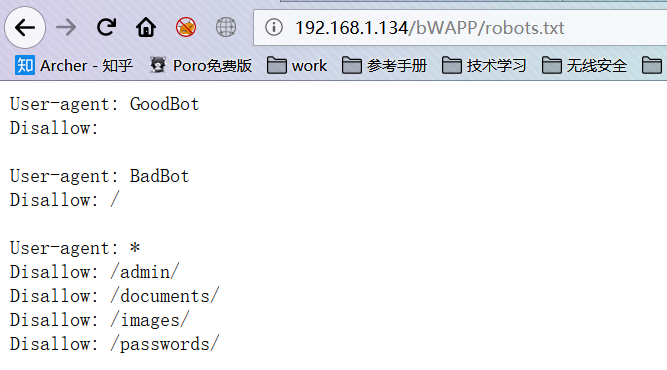 192.168.1.134/bWAPP/robots.txt
知 Archer - 知乎 Poro免费版 work 参考手册 技术学习 无线安全
User-agent: GoodBot
Disallow:
User-agent: BadBot
Disallow: /
User-agent: *
Disallow: /admin/
Disallow: /documents/
Disallow: /images/
Disallow: /passwords/